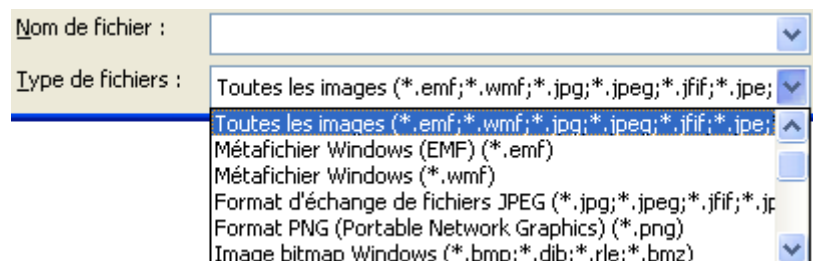 Nom de fichier :
Type de fichiers :
Toutes les images (*.emf;*.wmf;*.jpg;*.jpeg;*.jfif;*.jpe;
Toutes les images (*.emf;*.wmf;*.jpg;*.jpeg;*.jfif;*.jpe;
Métafichier Windows (EMF) (*.emf)
Métafichier Windows (*.wmf)
Format d'échange de fichiers JPEG (*.jpg;*.jpeg;*.jfif;*.jp
Format PNG (Portable Network Graphics) (*.png)
Image bitmap Windows (*.bmp;*.dib;*.rle;*.bmz)